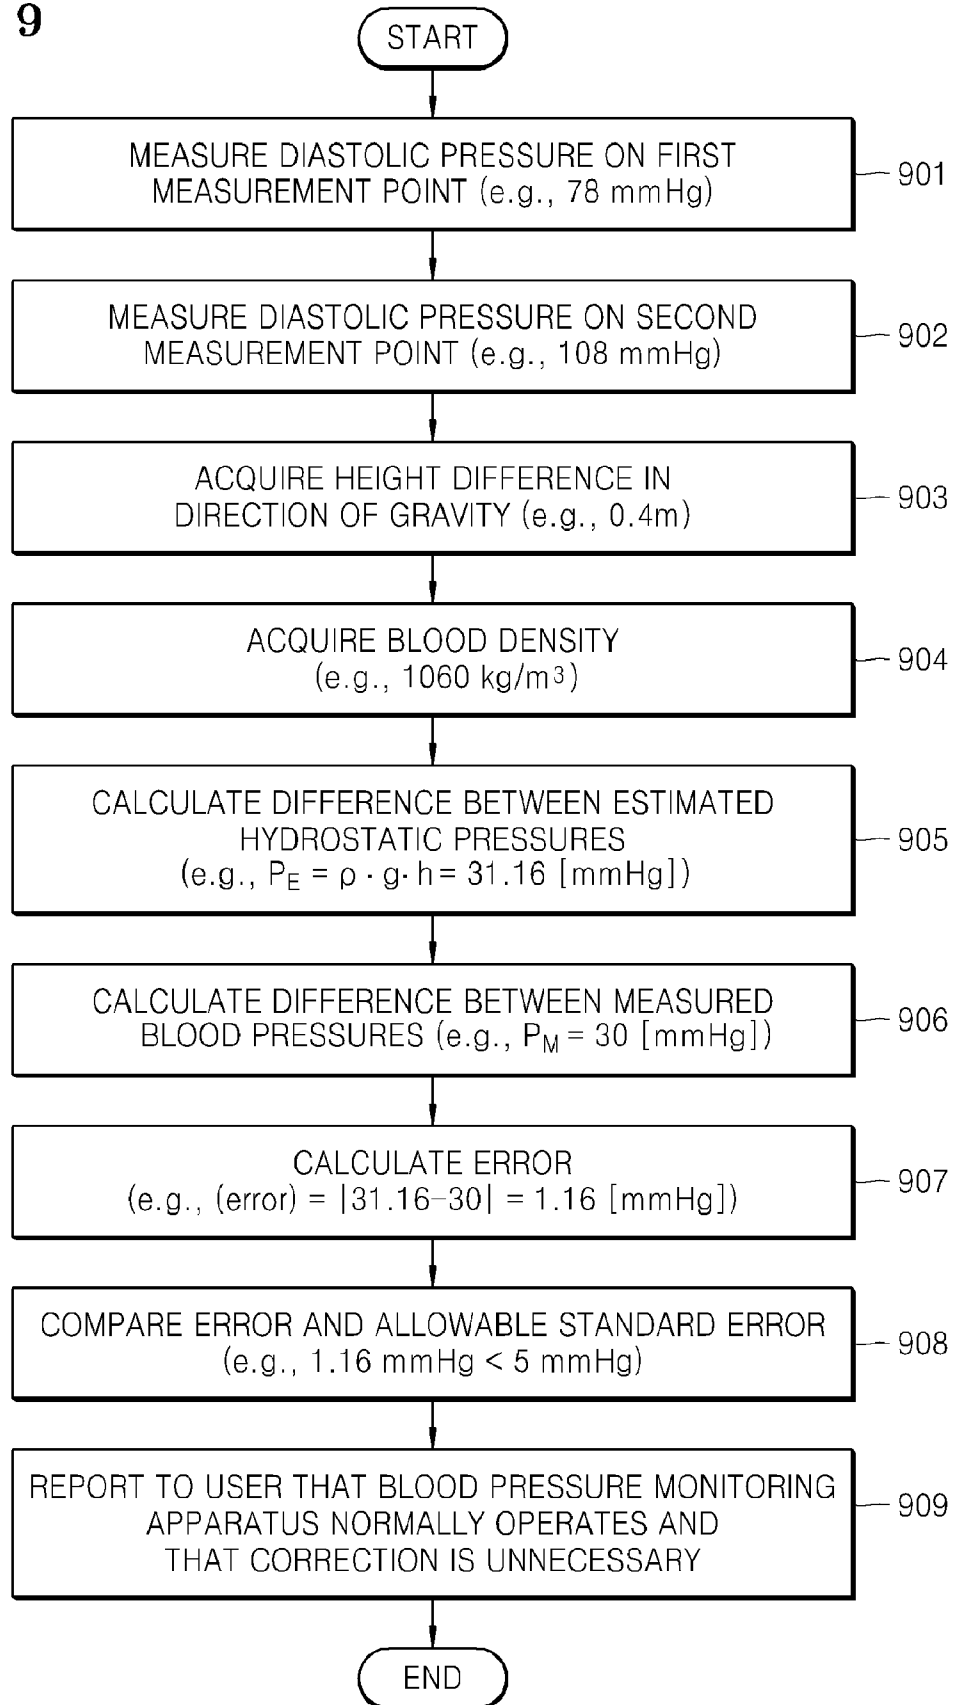 9
START
MEASURE DIASTOLIC PRESSURE ON FIRST
MEASUREMENT POINT (e.g., 78 mmHg)
901
MEASURE DIASTOLIC PRESSURE ON SECOND
MEASUREMENT POINT (e.g., 108 mmHg)
902
ACQUIRE HEIGHT DIFFERENCE IN
DIRECTION OF GRAVITY (e.g., 0.4m)
903
ACQUIRE BLOOD DENSITY
(e.g., 1060 kg/m³)
904
CALCULATE DIFFERENCE BETWEEN ESTIMATED
HYDROSTATIC PRESSURES
(e.g., P_E = ρ · g · h = 31.16 [mmHg])
905
CALCULATE DIFFERENCE BETWEEN MEASURED
BLOOD PRESSURES (e.g., P_M = 30 [mmHg])
906
CALCULATE ERROR
(e.g., (error) = |31.16−30| = 1.16 [mmHg])
907
COMPARE ERROR AND ALLOWABLE STANDARD ERROR
(e.g., 1.16 mmHg < 5 mmHg)
908
REPORT TO USER THAT BLOOD PRESSURE MONITORING
APPARATUS NORMALLY OPERATES AND
THAT CORRECTION IS UNNECESSARY
909
END